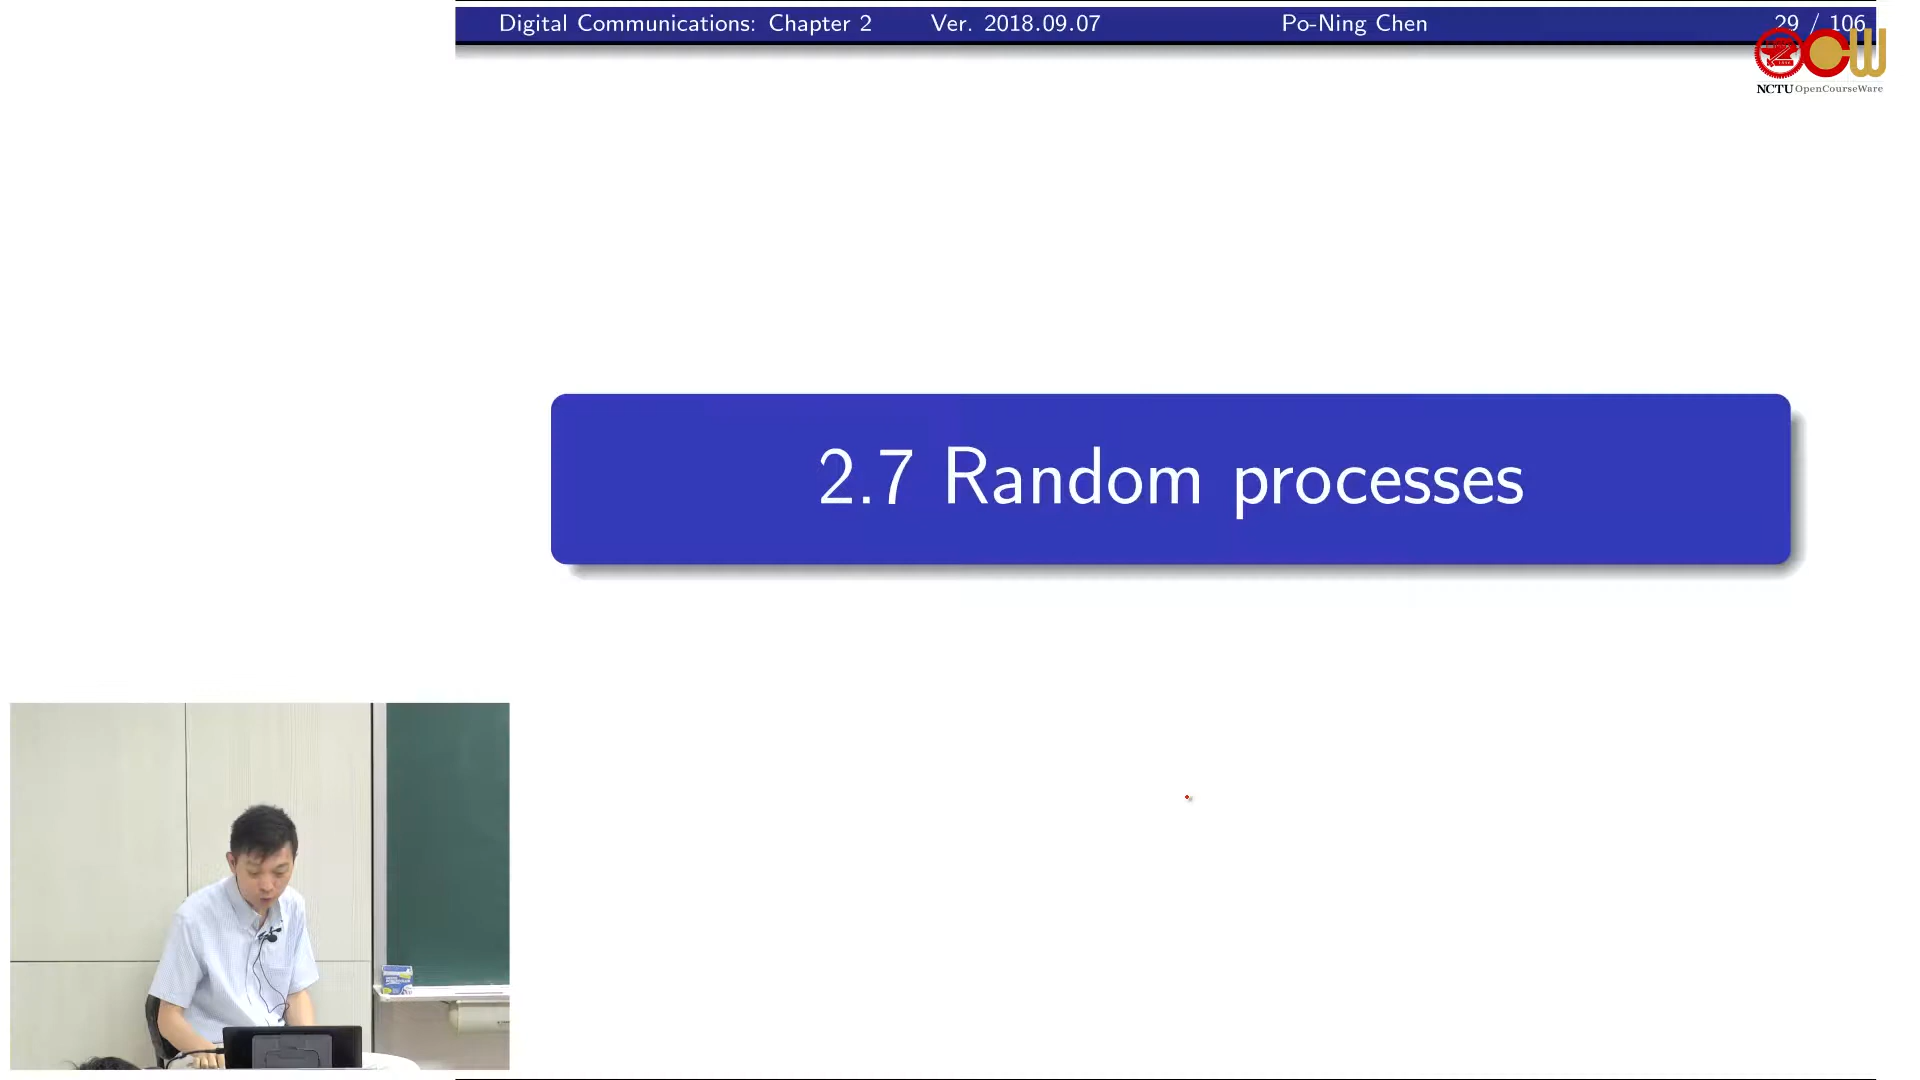 Digital Communications: Chapter 2 Ver. 2018.09.07 Po-Ning Chen 29 / 106
NCTU OpenCourseWare
2.7 Random processes